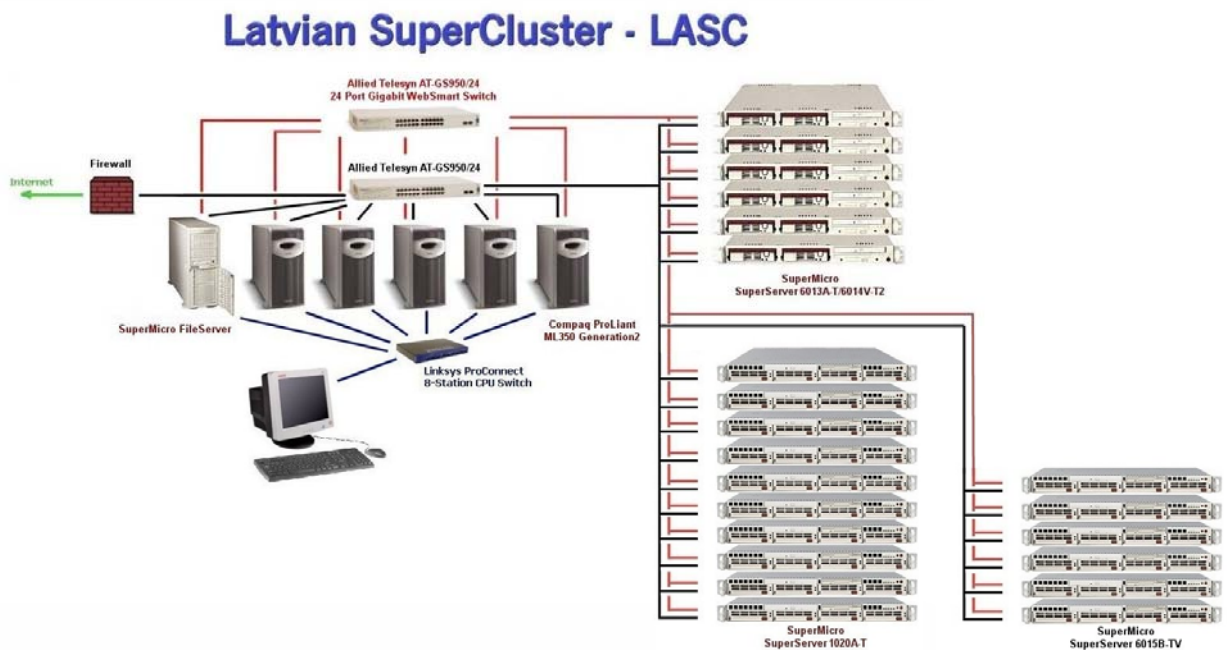 Latvian SuperCluster - LASC
Allied Telesyn AT-GS950/24
24 Port Gigabit WebSmart Switch
Firewall
Internet
Allied Telesyn AT-GS950/24
SuperMicro
SuperServer 6013A-T/6014V-T2
SuperMicro FileServer
Compaq ProLiant
ML350 Generation2
Linksys ProConnect
8-Station CPU Switch
SuperMicro
SuperServer 1020A-T
SuperMicro
SuperServer 6015B-TV